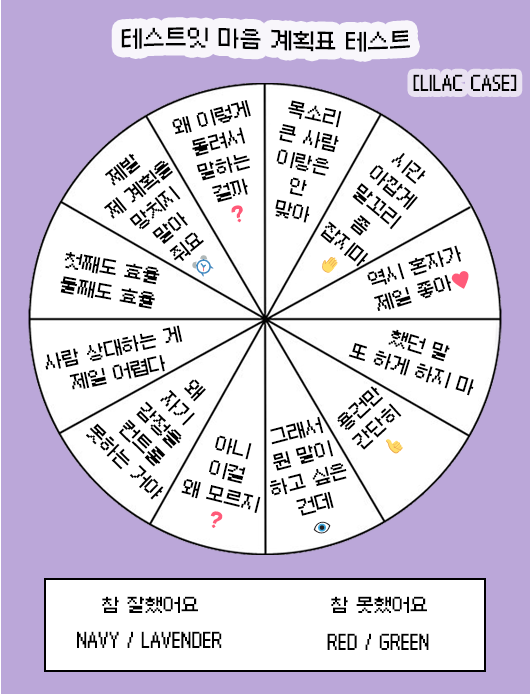 테스트잇 마음 계획표 테스트
[LILAC CASE]
목소리
큰 사람
이랑은
안
맞아
시간
아깝게
말꼬리
좀
잡지마
역시 혼자가
제일 좋아
했던 말
또 하게 하지 마
용건만
간단히
그래서
뭔 말이
하고 싶은
건데
아니
이걸
왜 모르지
?
왜
자기
감정을
컨트롤
못하는 거야
사람 상대하는 게
제일 어렵다
첫째도 효율
둘째도 효율
제발
제 계획을
망치지
말아
줘요
왜 이렇게
돌려서
말하는
걸까
?
참 잘했어요
NAVY / LAVENDER
참 못했어요
RED / GREEN